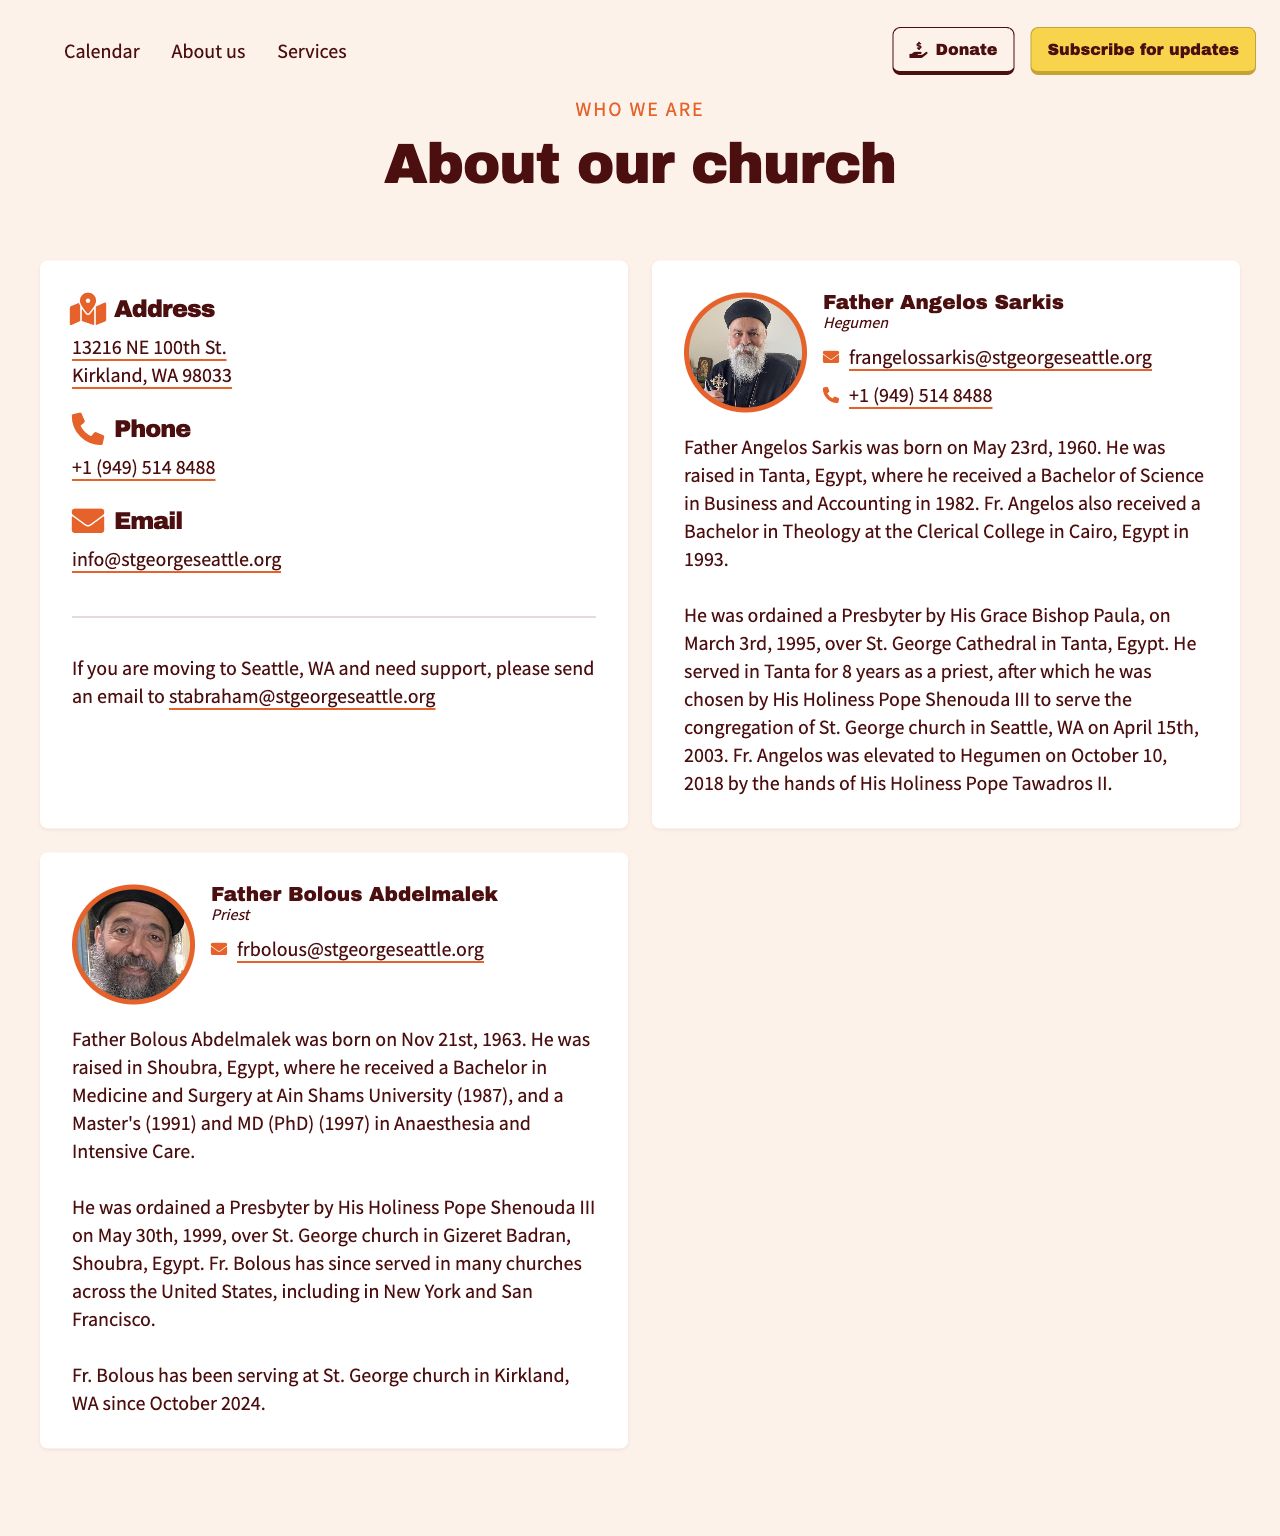 Calendar
About us
Services
Donate
Subscribe for updates
WHO WE ARE
About our church
Address
13216 NE 100th St.
Kirkland, WA 98033
Phone
+1 (949) 514 8488
Email
info@stgeorgeseattle.org
If you are moving to Seattle, WA and need support, please send
an email to stabraham@stgeorgeseattle.org
Father Angelos Sarkis
Hegumen
frangelossarkis@stgeorgeseattle.org
+1 (949) 514 8488
Father Angelos Sarkis was born on May 23rd, 1960. He was
raised in Tanta, Egypt, where he received a Bachelor of Science
in Business and Accounting in 1982. Fr. Angelos also received a
Bachelor in Theology at the Clerical College in Cairo, Egypt in
1993.
He was ordained a Presbyter by His Grace Bishop Paula, on
March 3rd, 1995, over St. George Cathedral in Tanta, Egypt. He
served in Tanta for 8 years as a priest, after which he was
chosen by His Holiness Pope Shenouda III to serve the
congregation of St. George church in Seattle, WA on April 15th,
2003. Fr. Angelos was elevated to Hegumen on October 10,
2018 by the hands of His Holiness Pope Tawadros II.
Father Bolous Abdelmalek
Priest
frbolous@stgeorgeseattle.org
Father Bolous Abdelmalek was born on Nov 21st, 1963. He was
raised in Shoubra, Egypt, where he received a Bachelor in
Medicine and Surgery at Ain Shams University (1987), and a
Master's (1991) and MD (PhD) (1997) in Anaesthesia and
Intensive Care.
He was ordained a Presbyter by His Holiness Pope Shenouda III
on May 30th, 1999, over St. George church in Gizeret Badran,
Shoubra, Egypt. Fr. Bolous has since served in many churches
across the United States, including in New York and San
Francisco.
Fr. Bolous has been serving at St. George church in Kirkland,
WA since October 2024.